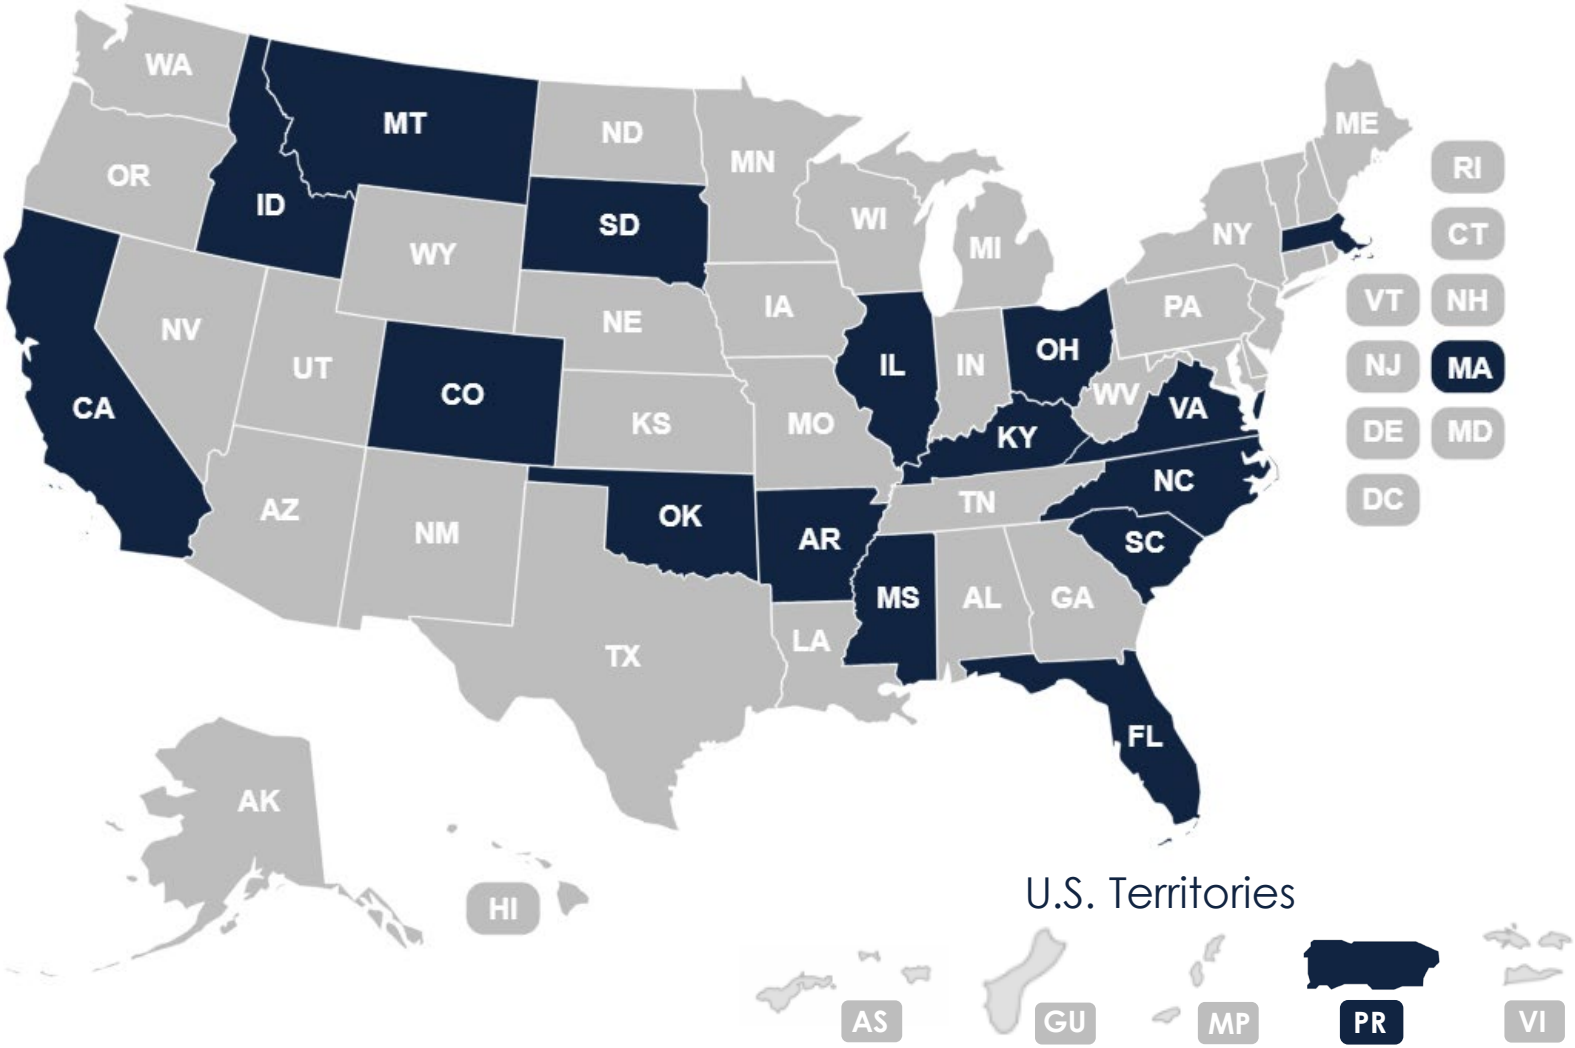 WA
MT
ND
ME
MN
OR
RI
ID
SD
WI
NY
CT
MI
WY
IA
PA
VT
NH
NE
NV
OH
IL
IN
UT
NJ
MA
CO
WV
CA
VA
KS
MO
KY
DE
MD
NC
TN
DC
AZ
OK
NM
AR
SC
MS
AL
GA
LA
TX
FL
AK
HI
U.S. Territories
AS
GU
MP
PR
VI